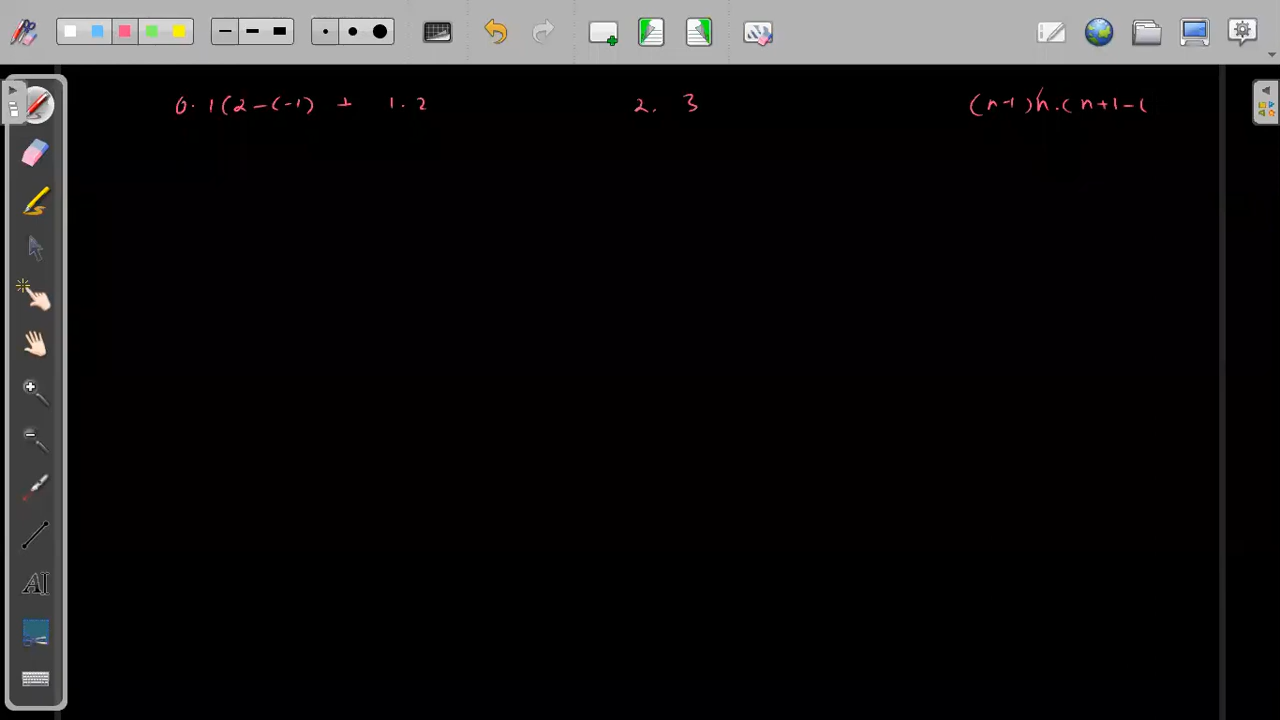 0.1(2-(-1) + 1.2 2. 3 (n-1)n.(n+1-(